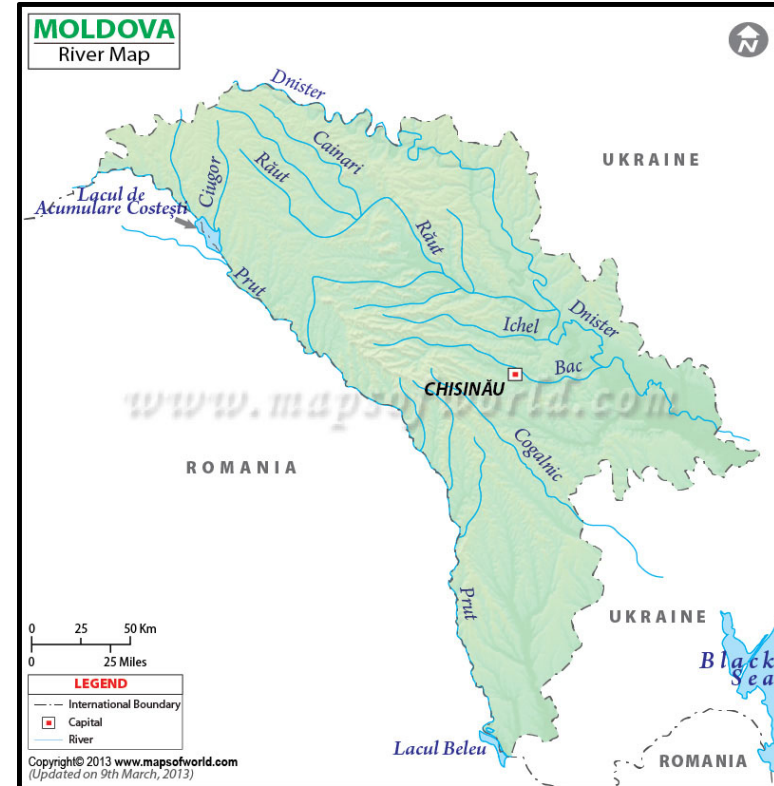 MOLDOVA
River Map
N
Dnister
UKRAINE
Cainari
Răut
Ciugor
Lacul de
Acumulare Costeşti
Răut
Prut
Dnister
Ichel
Bac
CHISINĂU
www.mapsofworld.com
Cogalnic
ROMANIA
Prut
UKRAINE
0 25 50 Km
0 25 Miles
Black
Sea
LEGEND
International Boundary
Capital
River
Lacul Beleu
ROMANIA
Copyright© 2013 www.mapsofworld.com
(Updated on 9th March, 2013)